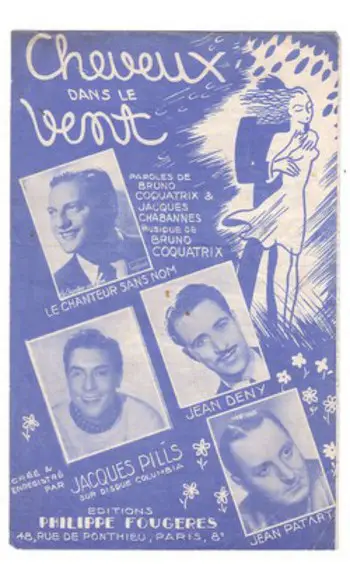 Cheveux
DANS LE
Vent
PAROLES DE
BRUNO
COQUATRIX &
JACQUES
CHABANNES
MUSIQUE DE
BRUNO
COQUATRIX
LE CHANTEUR SANS NOM
JEAN DENY
CRÉÉ &
ENREGISTRÉ
PAR
JACQUES PILLS
SUR DISQUE COLUMBIA
JEAN PATART
EDITIONS
PHILIPPE FOUGERES
48, RUE DE PONTHIEU, PARIS, 8e